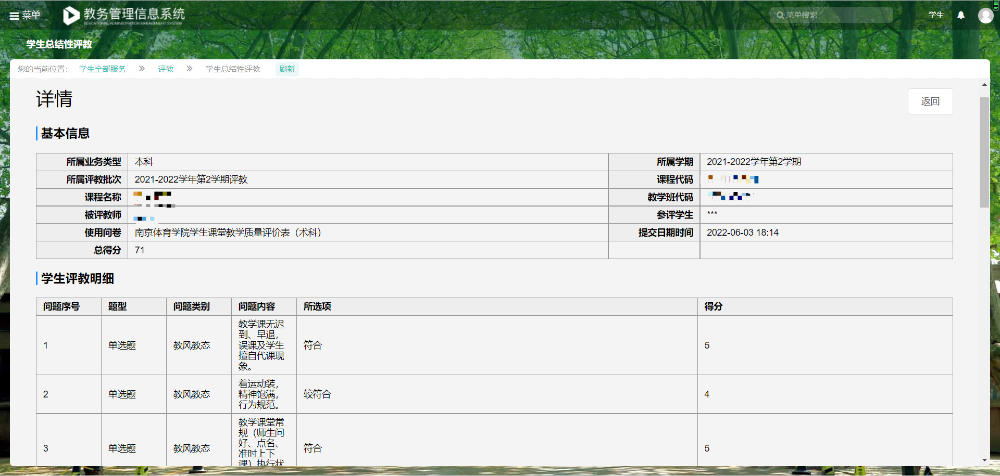 菜单
教务管理信息系统
EDUCATIONAL ADMINISTRATION MANAGEMENT SYSTEM
菜单搜索
学生
学生总结性评教
您的当前位置： 学生全部服务 » 评教 » 学生总结性评教 刷新
详情
返回
基本信息
所属业务类型 本科 所属学期 2021-2022学年第2学期
所属评教批次 2021-2022学年第2学期评教 课程代码
课程名称 教学班代码
被评教师 参评学生 ***
使用问卷 南京体育学院学生课堂教学质量评价表（术科） 提交日期时间 2022-06-03 18:14
总得分 71
学生评教明细
问题序号 题型 问题类别 问题内容 所选项 得分
教学课无迟
到、早退，
1 单选题 教风教态 误课及学生 符合 5
擅自代课现
象。
着运动装，
2 单选题 教风教态 精神饱满， 较符合 4
行为规范。
教学课堂常
规（师生问
好、点名、
3 单选题 教风教态 准时上下 符合 5
课）执行状